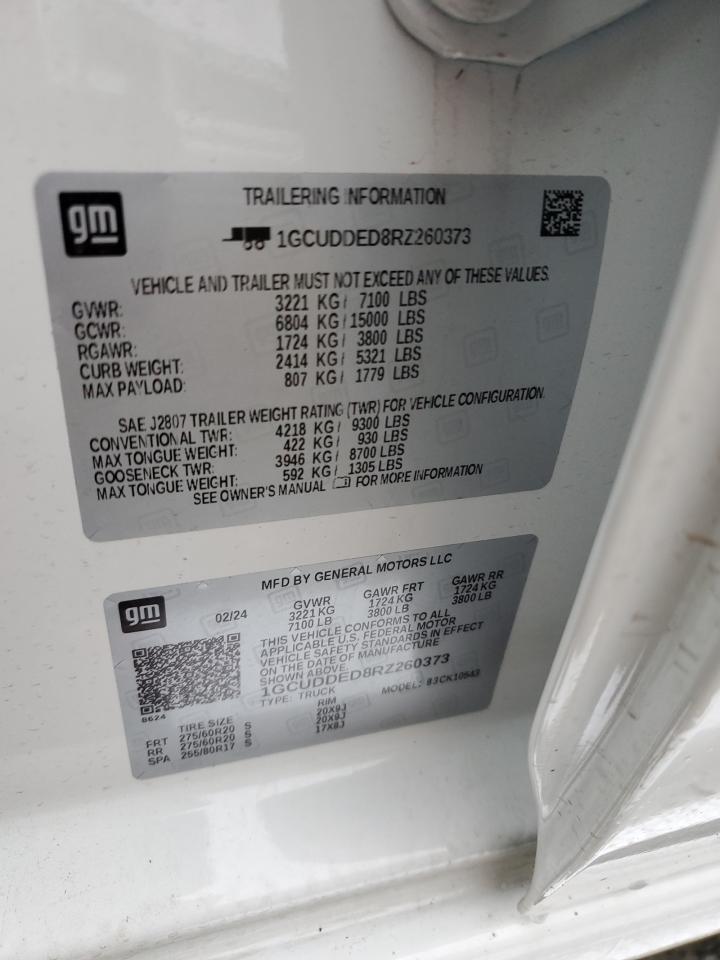 gm
TRAILERING INFORMATION
1GCUDDED8RZ260373
VEHICLE AND TRAILER MUST NOT EXCEED ANY OF THESE VALUES.
GVWR: 3221 KG / 7100 LBS
GCWR: 6804 KG / 15000 LBS
RGAWR: 1724 KG / 3800 LBS
CURB WEIGHT: 2414 KG / 5321 LBS
MAX PAYLOAD: 807 KG / 1779 LBS
SAE J2807 TRAILER WEIGHT RATING (TWR) FOR VEHICLE CONFIGURATION.
CONVENTIONAL TWR: 4218 KG / 9300 LBS
MAX TONGUE WEIGHT: 422 KG / 930 LBS
GOOSENECK TWR: 3946 KG / 8700 LBS
MAX TONGUE WEIGHT: 592 KG / 1305 LBS
SEE OWNER'S MANUAL FOR MORE INFORMATION
gm
MFD BY GENERAL MOTORS LLC
02/24 GVWR GAWR FRT GAWR RR
3221 KG 1724 KG 1724 KG
7100 LB 3800 LB 3800 LB
THIS VEHICLE CONFORMS TO ALL
APPLICABLE U.S. FEDERAL MOTOR
VEHICLE SAFETY STANDARDS IN EFFECT
ON THE DATE OF MANUFACTURE
SHOWN ABOVE.
1GCUDDED8RZ260373
TYPE: TRUCK MODEL: 83CK10543
8624
TIRE SIZE RIM
FRT 275/60R20 S 20X9J
RR 275/60R20 S 20X9J
SPA 255/80R17 S 17X8J